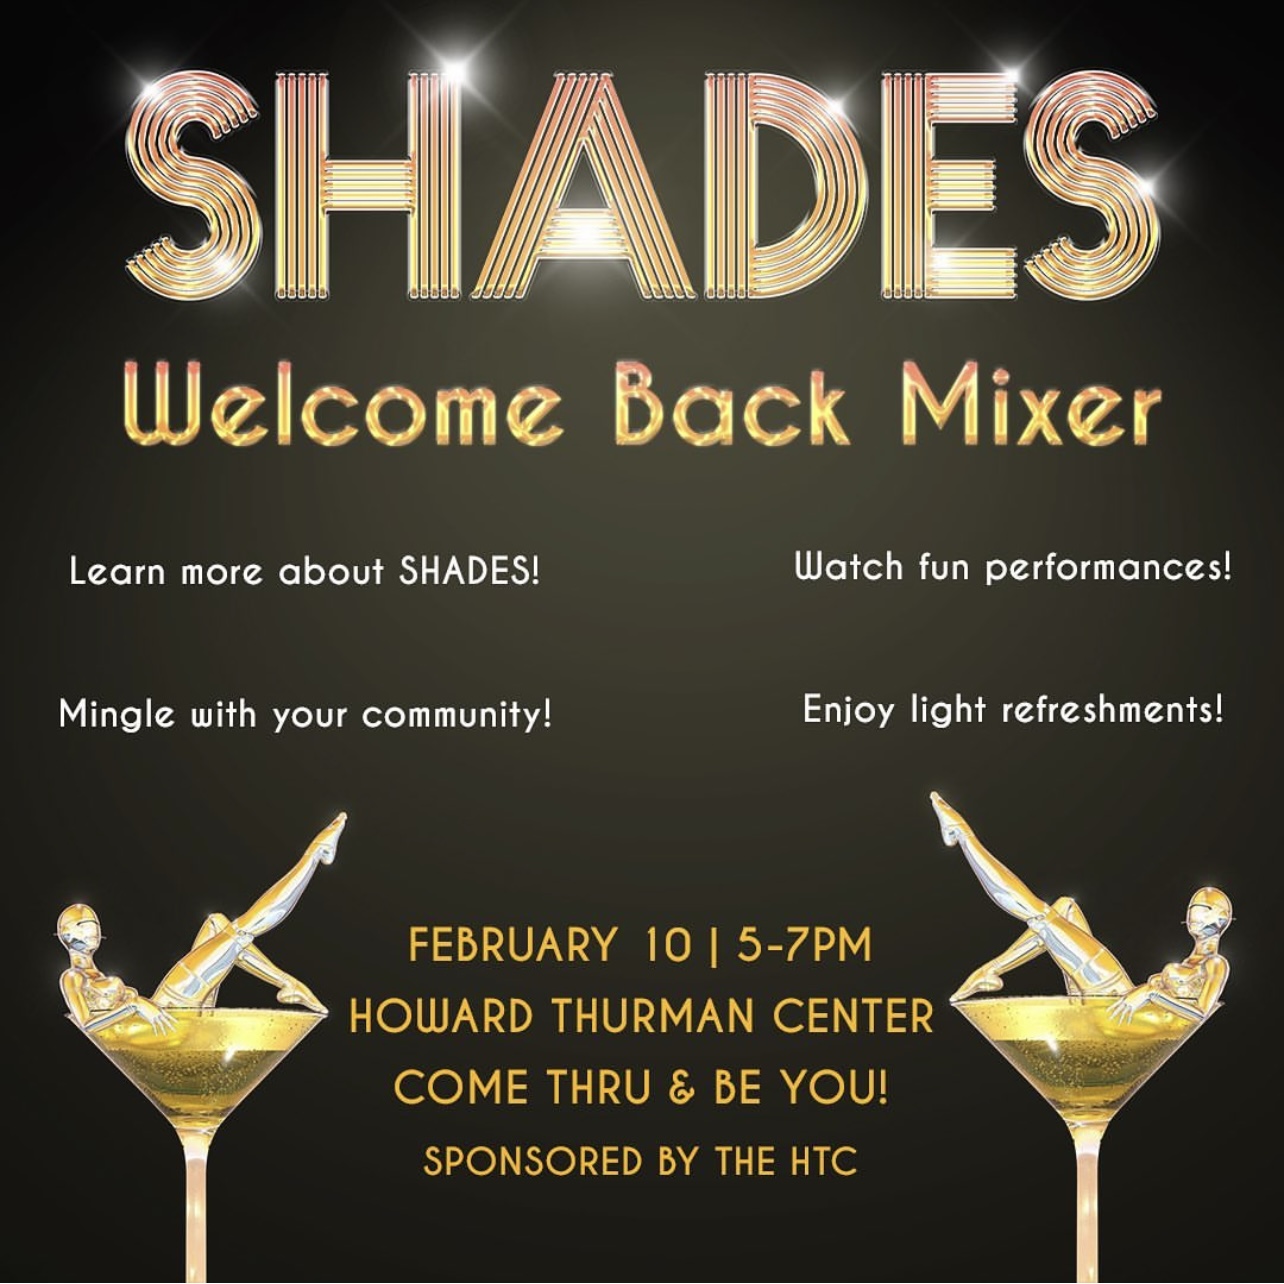 SHADES
Welcome Back Mixer
Learn more about SHADES!
Watch fun performances!
Mingle with your community!
Enjoy light refreshments!
FEBRUARY 10 | 5-7PM
HOWARD THURMAN CENTER
COME THRU & BE YOU!
SPONSORED BY THE HTC